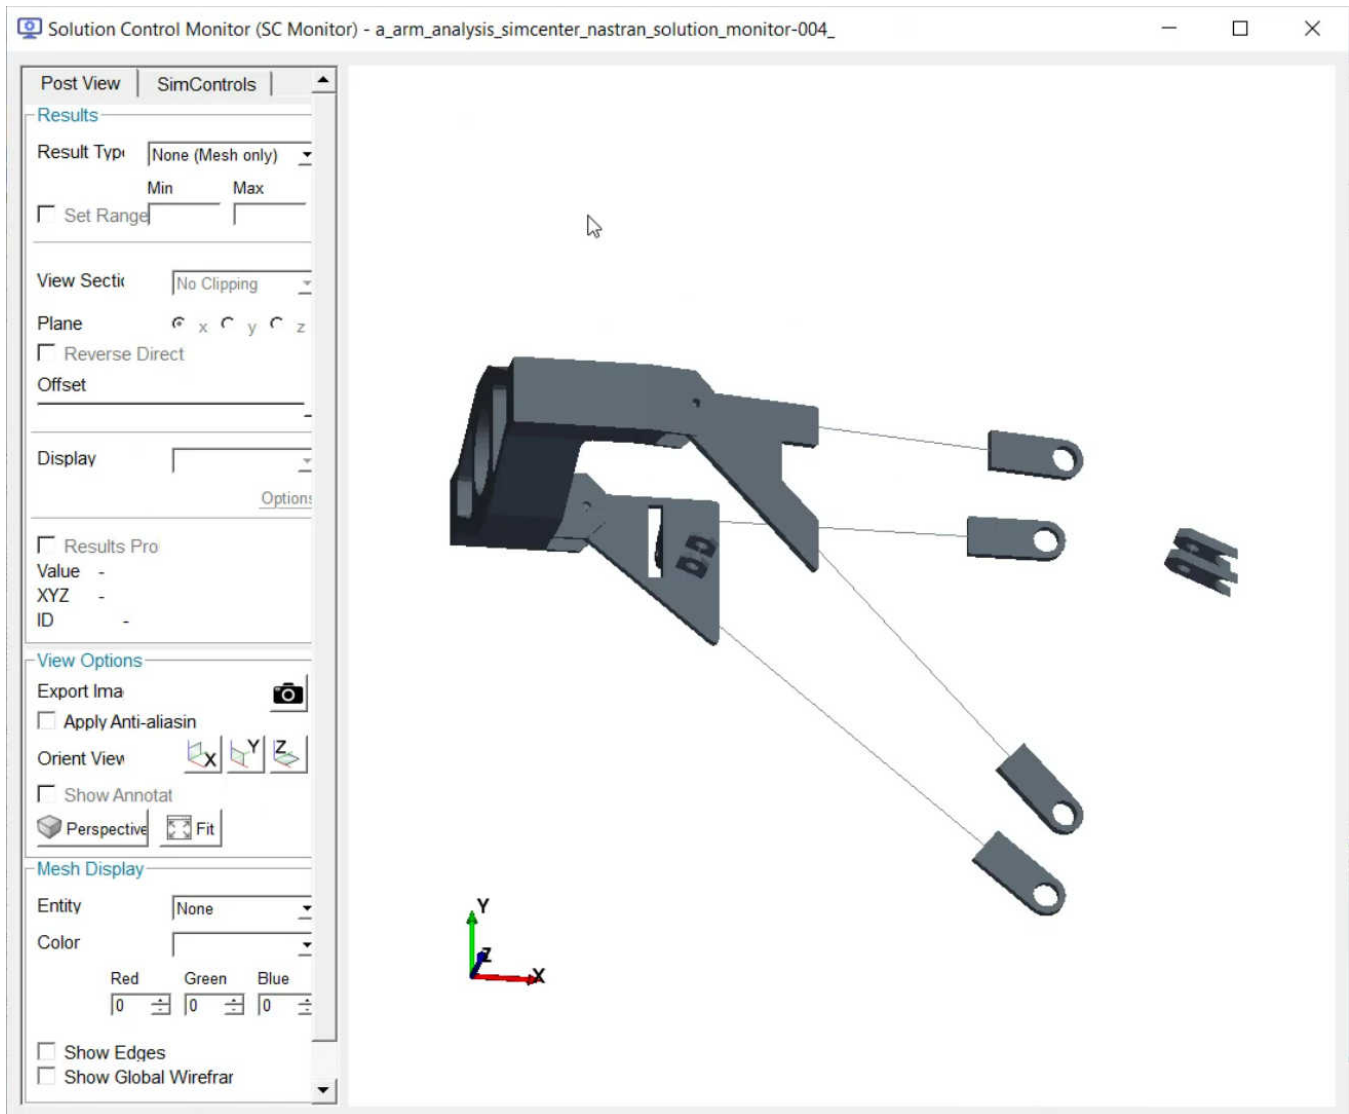 Solution Control Monitor (SC Monitor) - a_arm_analysis_simcenter_nastran_solution_monitor-004_
Post View SimControls
Results
Result Typ None (Mesh only)
Min Max
Set Range
View Sectic No Clipping
Plane x y z
Reverse Direct
Offset
Display
Options
Results Pro
Value -
XYZ -
ID -
View Options
Export Ima
Apply Anti-aliasin
Orient View X Y Z
Show Annotat
Perspective Fit
Mesh Display
Entity None
Color
Red Green Blue
0 0 0
Show Edges
Show Global Wirefrar
Y
Z
X